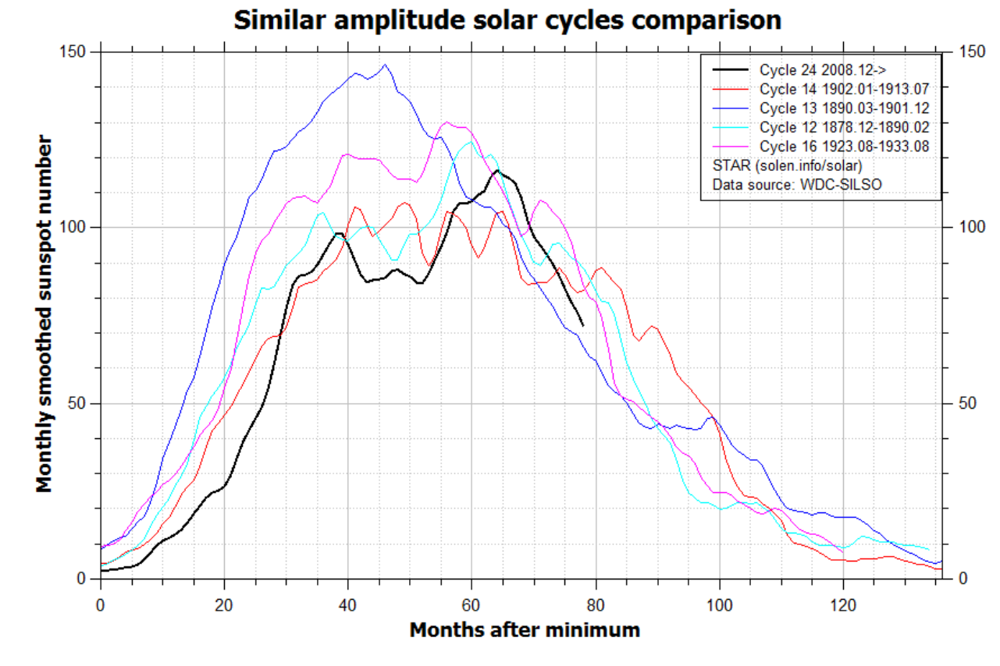 Similar amplitude solar cycles comparison
150
150
Cycle 24 2008.12->
Cycle 14 1902.01-1913.07
Cycle 13 1890.03-1901.12
Cycle 12 1878.12-1890.02
Cycle 16 1923.08-1933.08
STAR (solen.info/solar)
Data source: WDC-SILSO
Monthly smoothed sunspot number
100
100
50
50
0
0
0 20 40 60 80 100 120
Months after minimum